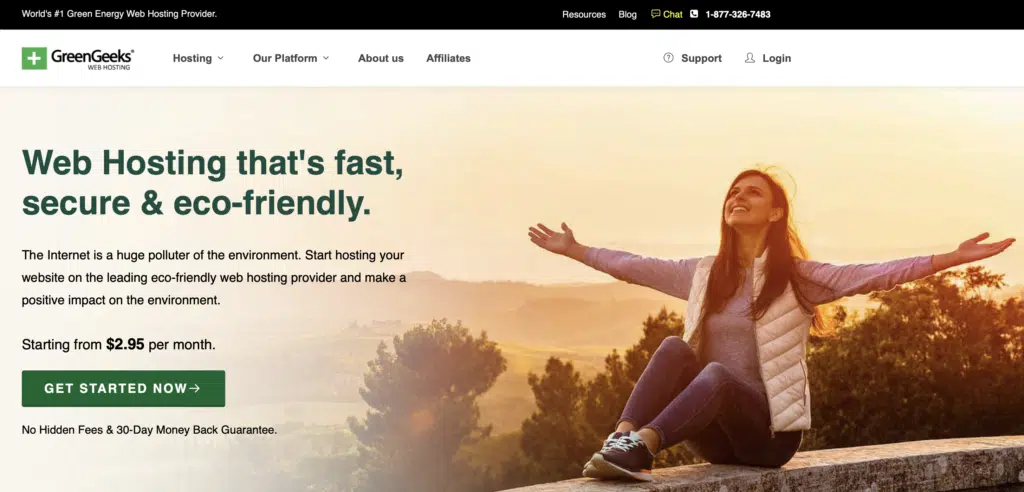 World's #1 Green Energy Web Hosting Provider.
Resources Blog Chat 1-877-326-7483
GreenGeeks®
WEB HOSTING
Hosting Our Platform About us Affiliates Support Login
Web Hosting that's fast,
secure & eco-friendly.
The Internet is a huge polluter of the environment. Start hosting your
website on the leading eco-friendly web hosting provider and make a
positive impact on the environment.
Starting from $2.95 per month.
GET STARTED NOW→
No Hidden Fees & 30-Day Money Back Guarantee.